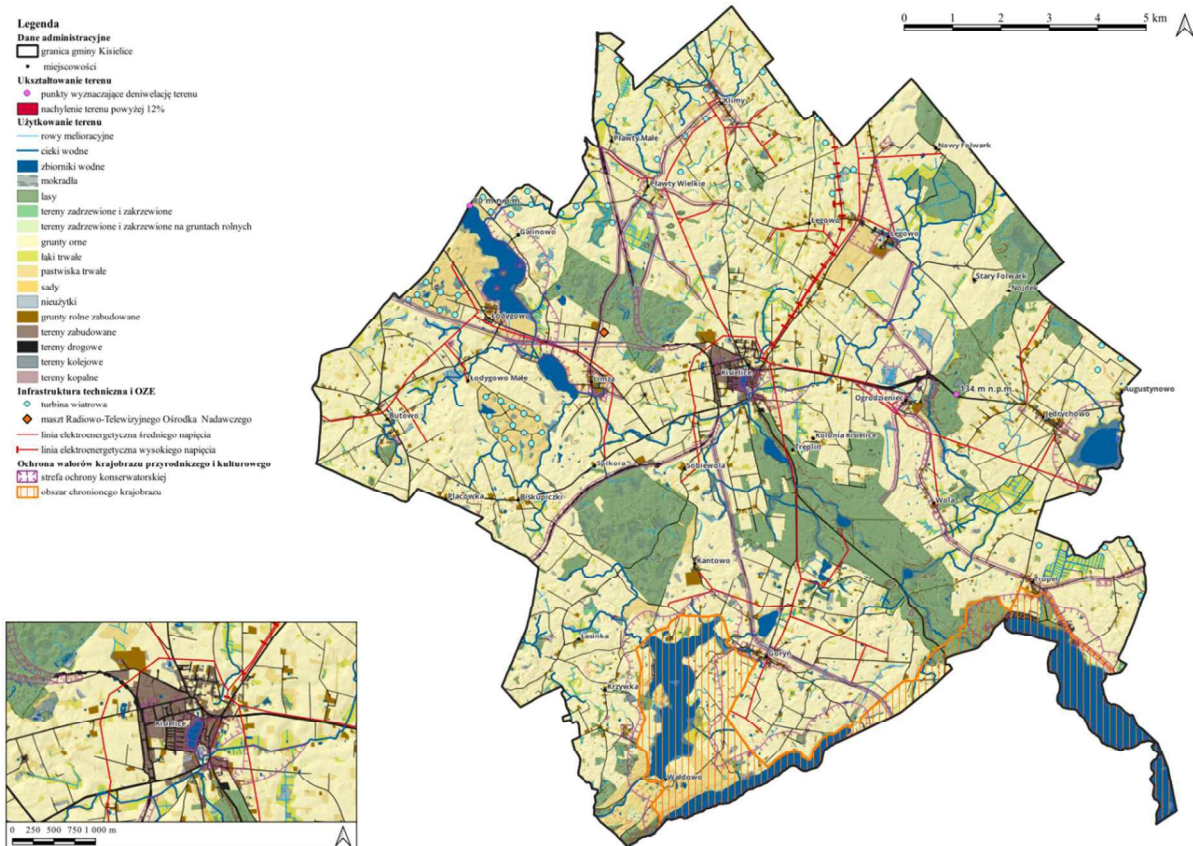 Legenda
Dane administracyjne
granica gminy Kisielice
miejscowości
Ukształtowanie terenu
punkty wyznaczające deniwelację terenu
nachylenie terenu powyżej 12%
Użytkowanie terenu
rowy melioracyjne
cieki wodne
zbiorniki wodne
mokradła
lasy
tereny zadrzewione i zakrzewione
tereny zadrzewione i zakrzewione na gruntach rolnych
grunty orne
łąki trwałe
pastwiska trwałe
sady
nieużytki
grunty rolne zabudowane
tereny zabudowane
tereny drogowe
tereny kolejowe
tereny kopalne
Infrastruktura techniczna i OZE
turbina wiatrowa
maszt Radiowo-Telewizyjnego Ośrodka Nadawczego
linia elektroenergetyczna średniego napięcia
linia elektroenergetyczna wysokiego napięcia
Ochrona walorów krajobrazu przyrodniczego i kulturowego
strefa ochrony konserwatorskiej
obszar chronionego krajobrazu
0 1 2 3 4 5 km
Klimy
Pławty Małe
Nowy Folwark
Pławty Wielkie
80 m n.p.m.
Galinowo
Łęgowo
Łęgowo
Stary Folwark
Nojdek
Łodygowo
Kisielice
Łodygowo Małe
Limża
134 m n.p.m.
Augustynowo
Ogrodzieniec
Jędrychowo
Butowo
Kolonia Kisielice
Treplin
Sobiewola
Wola
Placówka
Biskupiczki
Kantowo
Trupel
Łasinka
Goryń
Krzywka
Wałdowo
Kisielice
0 250 500 750 1 000 m